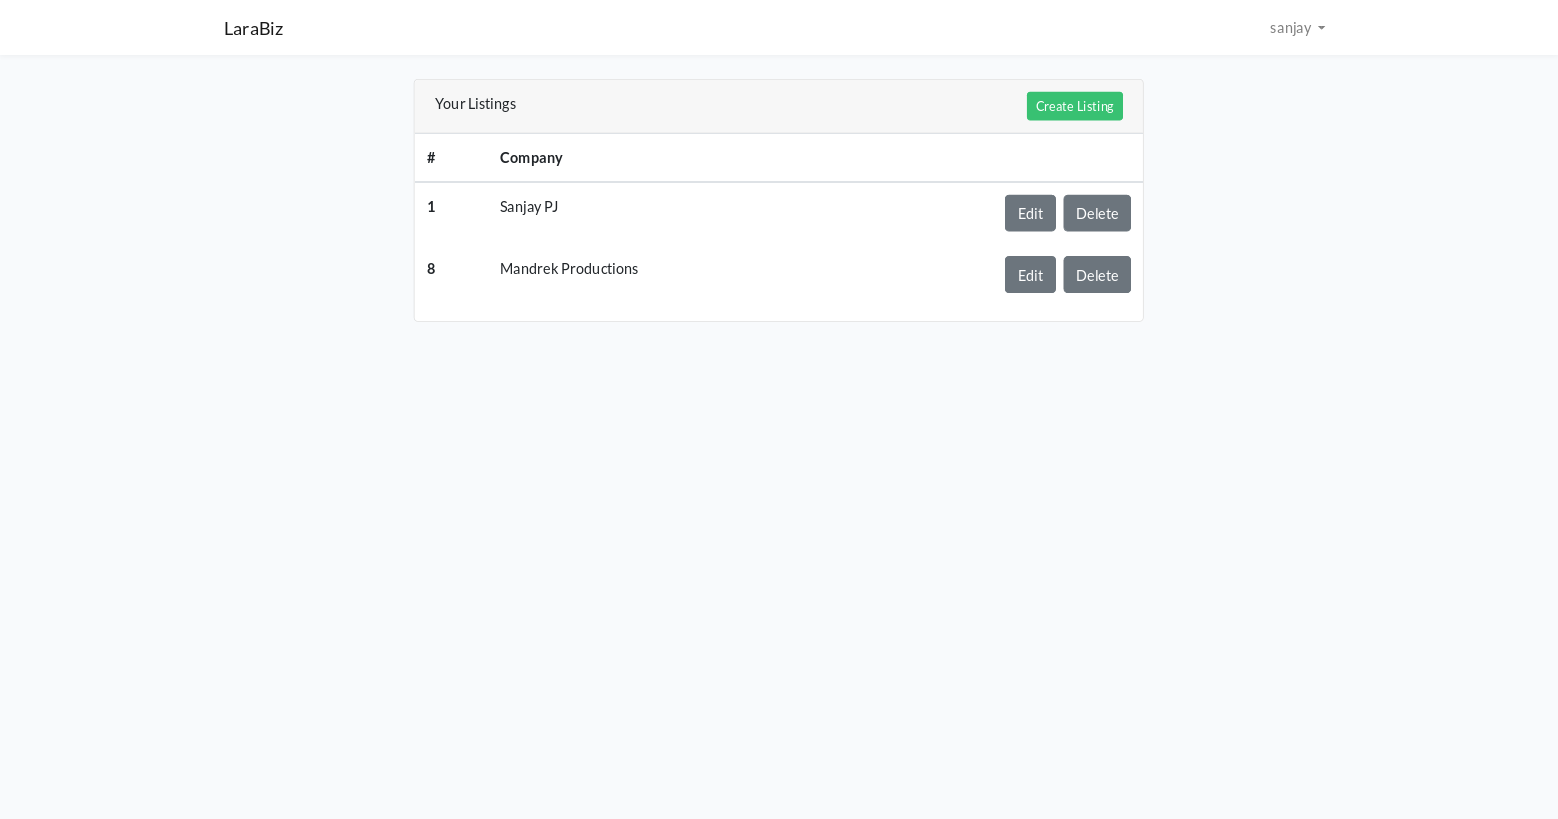 LaraBiz sanjay
Your Listings Create Listing
# Company
1 Sanjay PJ Edit Delete
8 Mandrek Productions Edit Delete